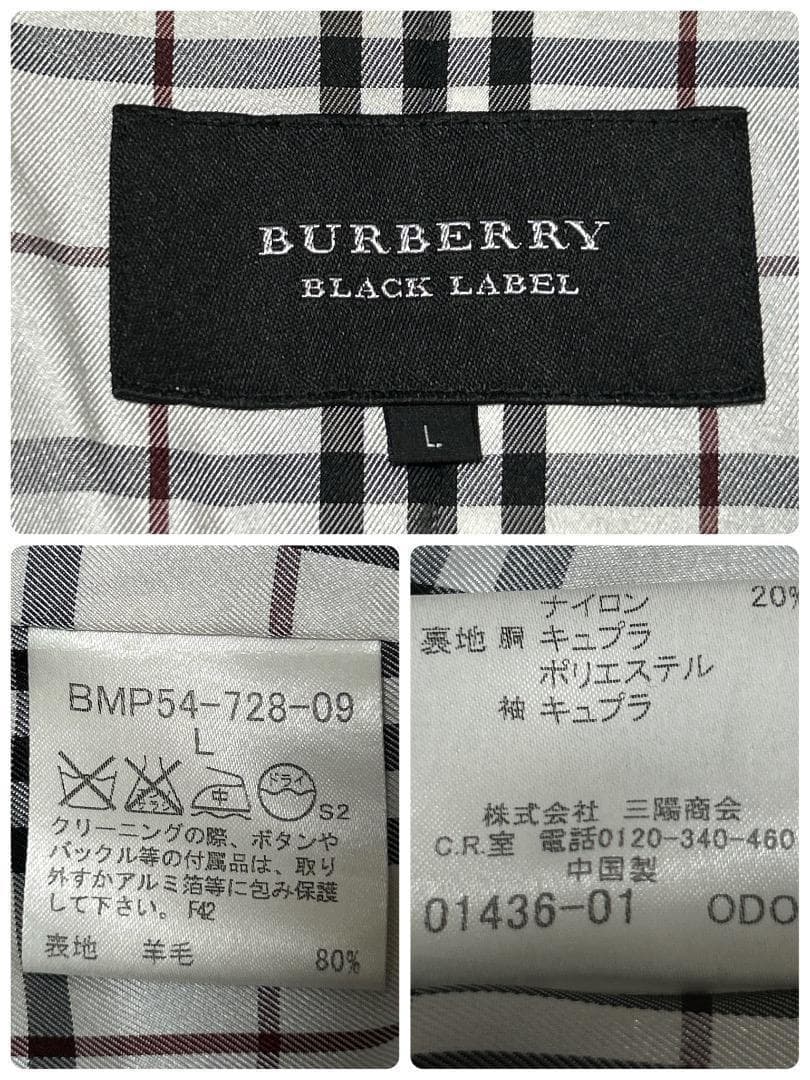 BURBERRY
BLACK LABEL
L
BMP54-728-09
L
中 ドライ
S2
クリーニングの際、ボタンや
バックル等の付属品は、取り
外すかアルミ箔等に包み保護
して下さい。 F42
表地 羊毛 80%
ナイロン 20%
裏地 胴 キュプラ
ポリエステル
袖 キュプラ
株式会社 三陽商会
C.R.室 電話0120-340-460
中国製
01436-01 ODO